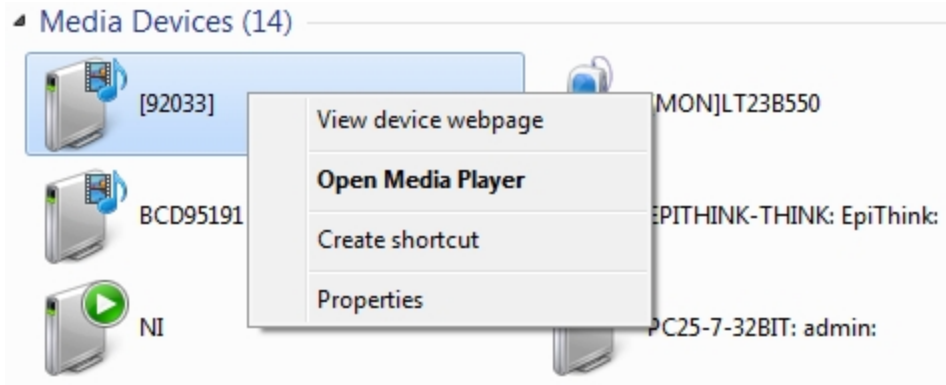 Media Devices (14)
[92033]
MON]LT23B550
View device webpage
Open Media Player
BCD95191
EPITHINK-THINK: EpiThink:
Create shortcut
Properties
NI
PC25-7-32BIT: admin: